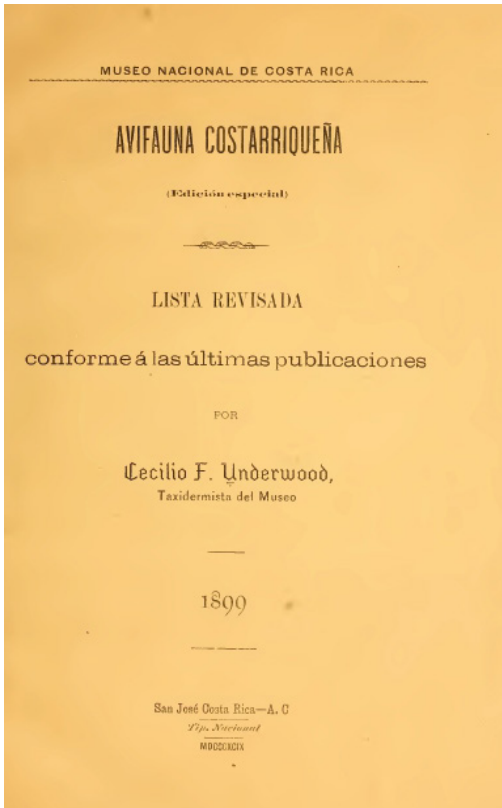 MUSEO NACIONAL DE COSTA RICA
AVIFAUNA COSTARRIQUEÑA
(Edición especial)
LISTA REVISADA
conforme á las últimas publicaciones
POR
Cecilio F. Underwood,
Taxidermista del Museo
1899
San José Costa Rica—A. C
Tip. Nacional
MDCCCXCIX